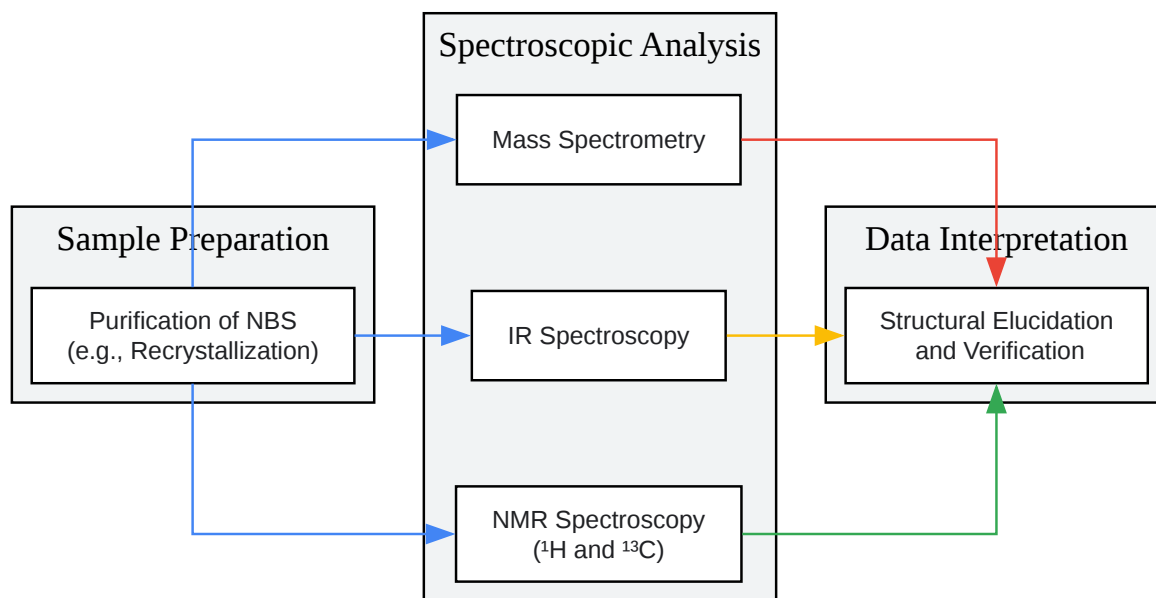 Spectroscopic Analysis
Mass Spectrometry
Sample Preparation
Purification of NBS
(e.g., Recrystallization)
IR Spectroscopy
NMR Spectroscopy
(¹H and ¹³C)
Data Interpretation
Structural Elucidation
and Verification